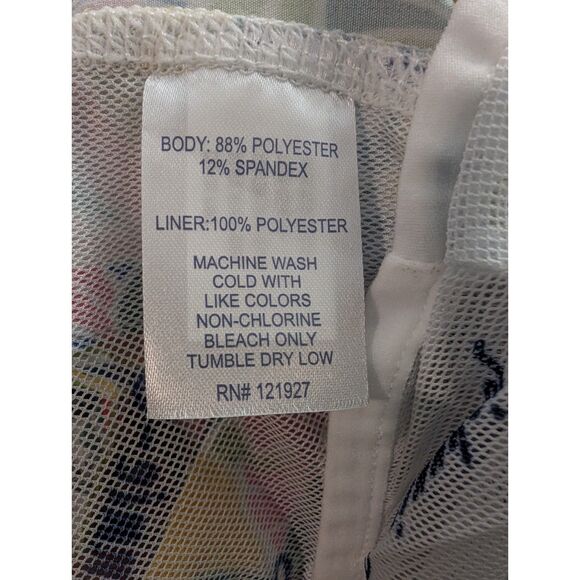 BODY: 88% POLYESTER
12% SPANDEX
LINER:100% POLYESTER
MACHINE WASH
COLD WITH
LIKE COLORS
NON-CHLORINE
BLEACH ONLY
TUMBLE DRY LOW
RN# 121927